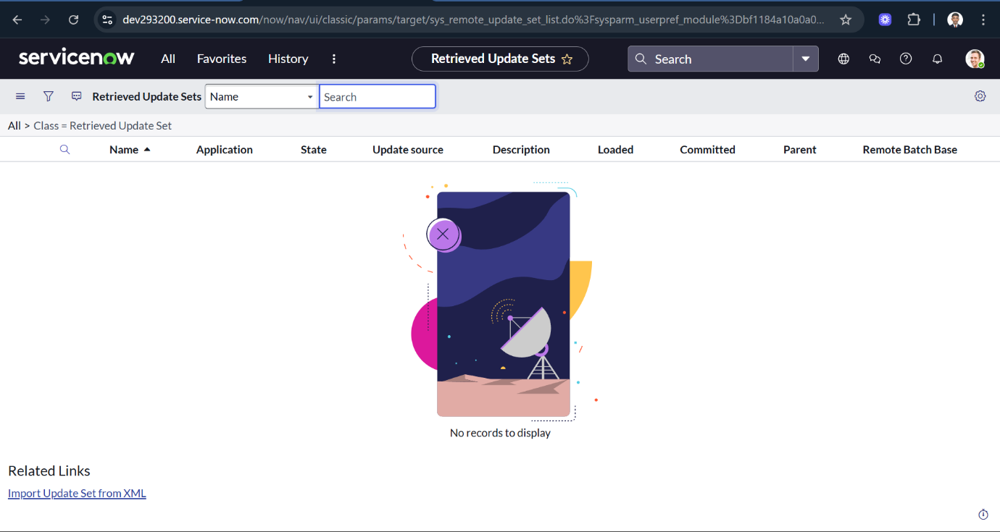 dev293200.service-now.com/now/nav/ui/classic/params/target/sys_remote_update_set_list.do%3Fsysparm_userpref_module%3Dbf1184a10a0a0...
servicenow All Favorites History Retrieved Update Sets Search
Retrieved Update Sets Name Search
All > Class = Retrieved Update Set
Name Application State Update source Description Loaded Committed Parent Remote Batch Base
No records to display
Related Links
Import Update Set from XML